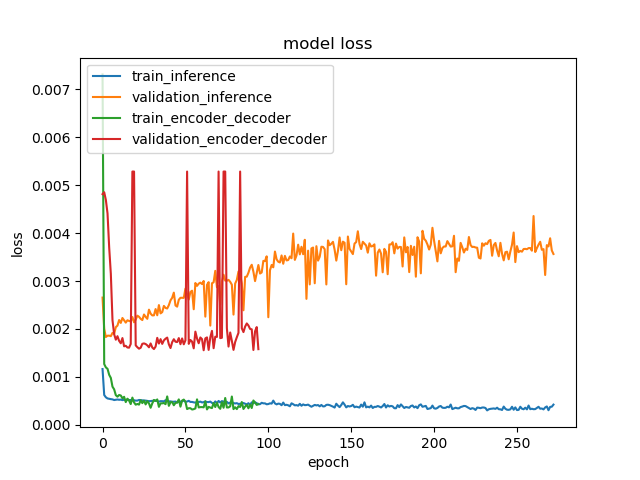 model loss
train_inference
validation_inference
train_encoder_decoder
validation_encoder_decoder
0.007
0.006
0.005
0.004
0.003
0.002
0.001
0.000
loss
0 50 100 150 200 250
epoch